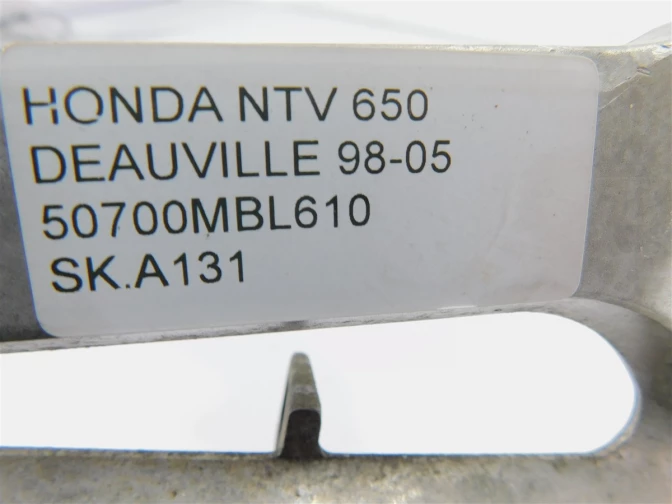 HONDA NTV 650
DEAUVILLE 98-05
50700MBL610
SK.A131